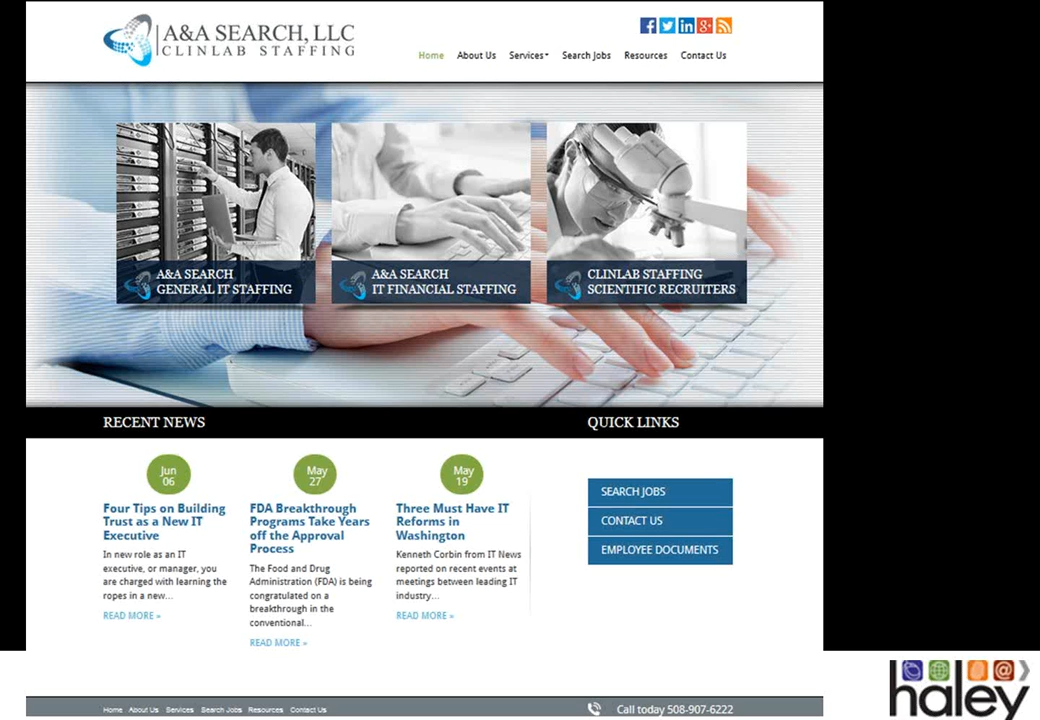 A&A SEARCH, LLC
CLINLAB STAFFING
Home About Us Services Search Jobs Resources Contact Us
A&A SEARCH
GENERAL IT STAFFING
A&A SEARCH
IT FINANCIAL STAFFING
CLINLAB STAFFING
SCIENTIFIC RECRUITERS
RECENT NEWS
QUICK LINKS
Jun
06
Four Tips on Building
Trust as a New IT
Executive
In new role as an IT
executive, or manager, you
are charged with learning the
ropes in a new...
READ MORE »
May
27
FDA Breakthrough
Programs Take Years
off the Approval
Process
The Food and Drug
Administration (FDA) is being
congratulated on a
breakthrough in the
conventional...
READ MORE »
May
19
Three Must Have IT
Reforms in
Washington
Kenneth Corbin from IT News
reported on recent events at
meetings between leading IT
industry...
READ MORE »
SEARCH JOBS
CONTACT US
EMPLOYEE DOCUMENTS
Home About Us Services Search Jobs Resources Contact Us
Call today 508-907-6222
haley